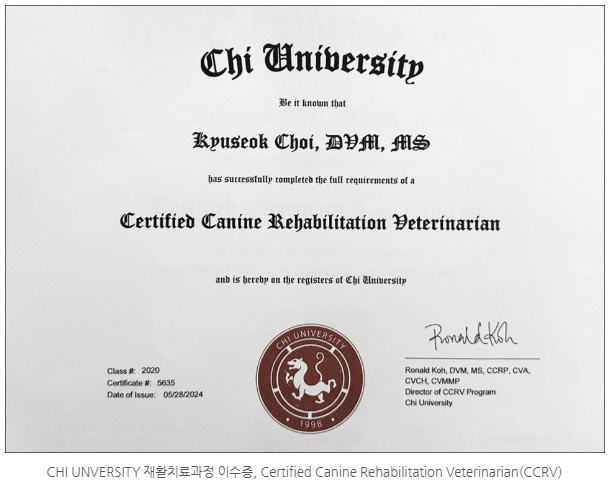 Chi University
Be it known that
Kyuseok Choi, DVM, MS
has successfully completed the full requirements of a
Certified Canine Rehabilitation Veterinarian
and is hereby on the registers of Chi University
CHI UNIVERSITY
1998
Class #: 2020
Certificate #: 5635
Date of Issue: 05/28/2024
Ronald Koh
Ronald Koh, DVM, MS, CCRP, CVA,
CVCH, CVMMP
Director of CCRV Program
Chi University
CHI UNVERSITY 재활치료과정 이수증, Certified Canine Rehabilitation Veterinarian(CCRV)